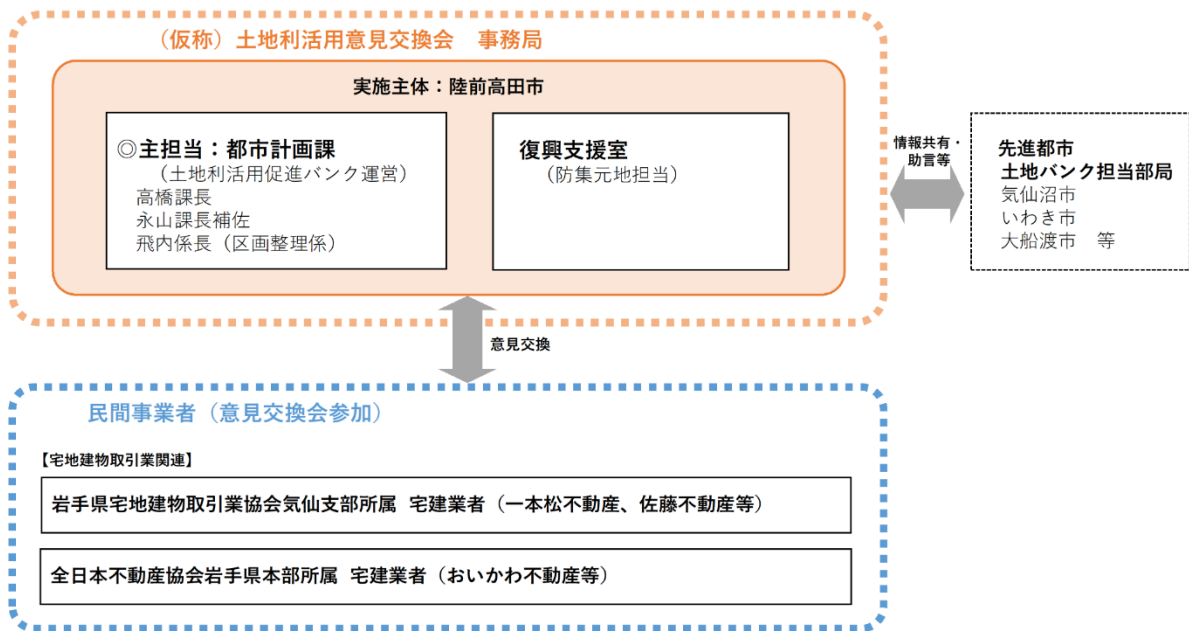 （仮称）土地利活用意見交換会　事務局
実施主体：陸前高田市
◎主担当：都市計画課
（土地利活用促進バンク運営）
高橋課長
永山課長補佐
飛内係長（区画整理係）
復興支援室
（防集元地担当）
情報共有・
助言等
先進都市
土地バンク担当部局
気仙沼市
いわき市
大船渡市　等
意見交換
民間事業者（意見交換会参加）
【宅地建物取引業関連】
岩手県宅地建物取引業協会気仙支部所属 宅建業者（一本松不動産、佐藤不動産等）
全日本不動産協会岩手県本部所属 宅建業者（おいかわ不動産等）